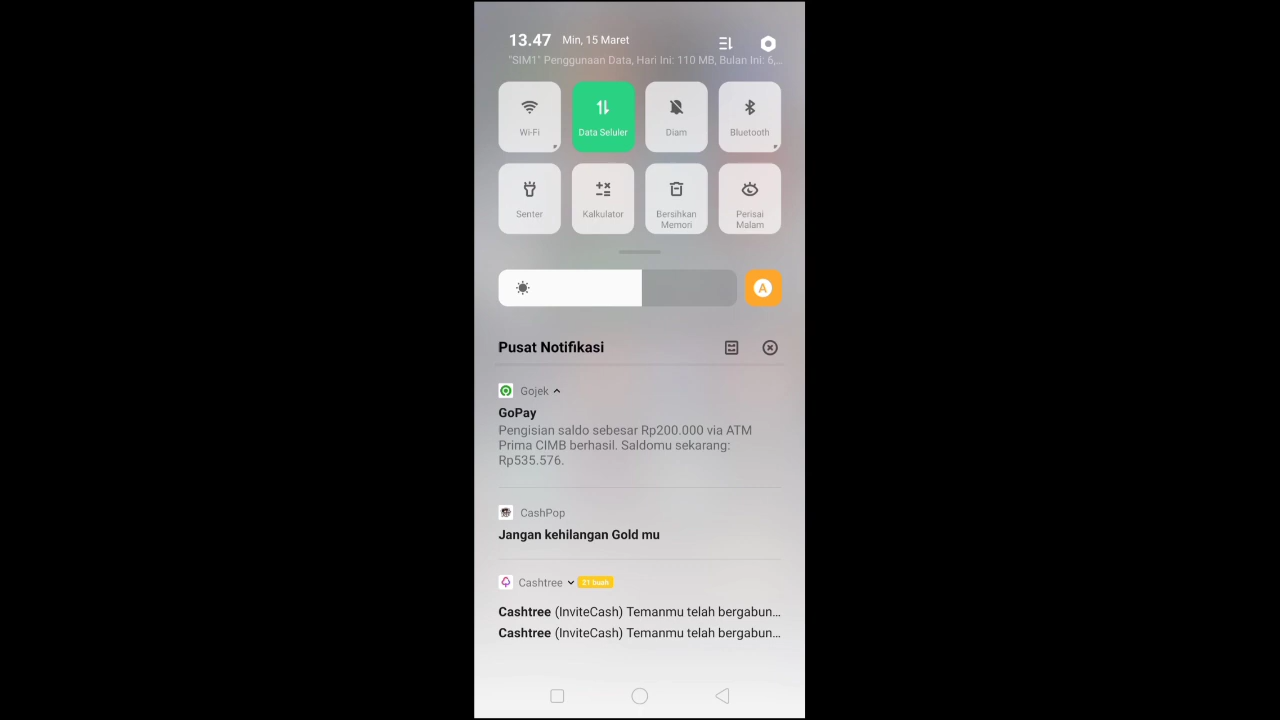 13.47 Min, 15 Maret
"SIM1" Penggunaan Data, Hari Ini: 110 MB, Bulan Ini: 6,...
Wi-Fi
Data Seluler
Diam
Bluetooth
Senter
Kalkulator
Bersihkan
Memori
Perisai
Malam
A
Pusat Notifikasi
Gojek
GoPay
Pengisian saldo sebesar Rp200.000 via ATM
Prima CIMB berhasil. Saldomu sekarang:
Rp535.576.
CashPop
Jangan kehilangan Gold mu
Cashtree 21 buah
Cashtree (InviteCash) Temanmu telah bergabun...
Cashtree (InviteCash) Temanmu telah bergabun...